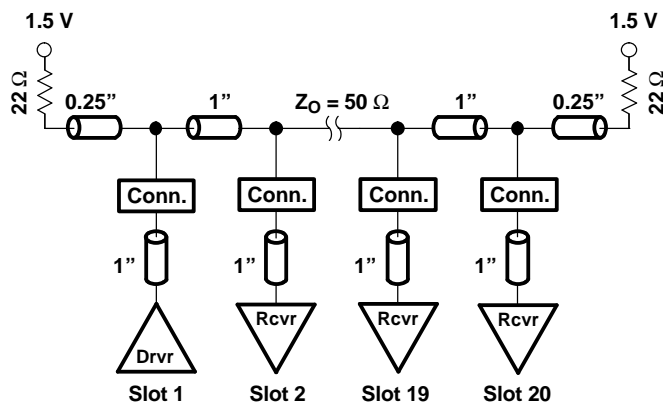 1.5 V
1.5 V
22 Ω
0.25”
1”
Z_O = 50 Ω
1”
0.25”
22 Ω
Conn.
Conn.
Conn.
Conn.
1”
1”
1”
1”
Drvr
Rcvr
Rcvr
Rcvr
Slot 1
Slot 2
Slot 19
Slot 20